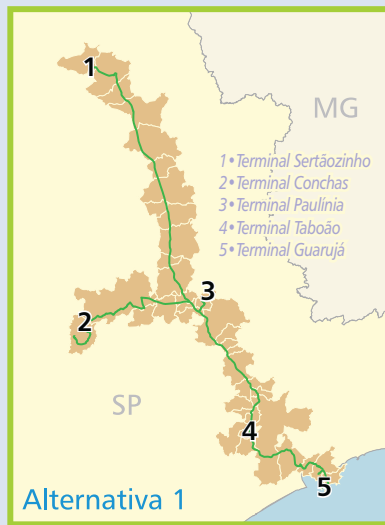 1
MG
1•Terminal Sertãozinho
2•Terminal Conchas
3•Terminal Paulínia
4•Terminal Taboão
5•Terminal Guarujá
3
2
SP
4
5
Alternativa 1